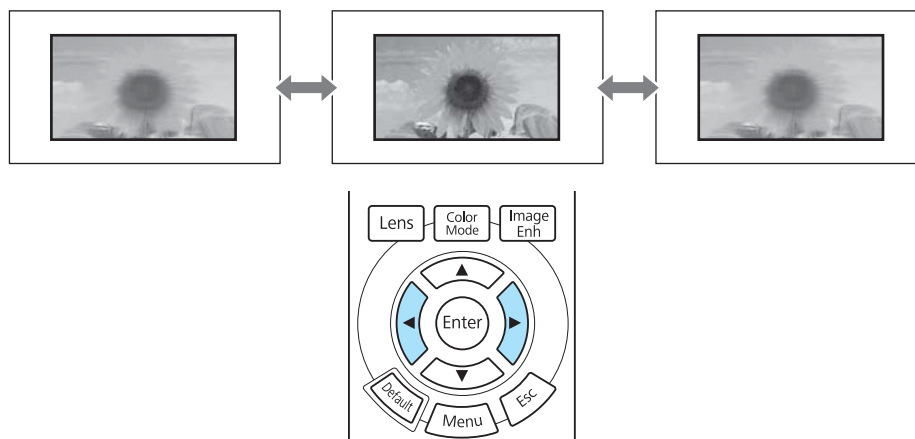 Lens
Color
Mode
Image
Enh
Enter
Default
Menu
Esc